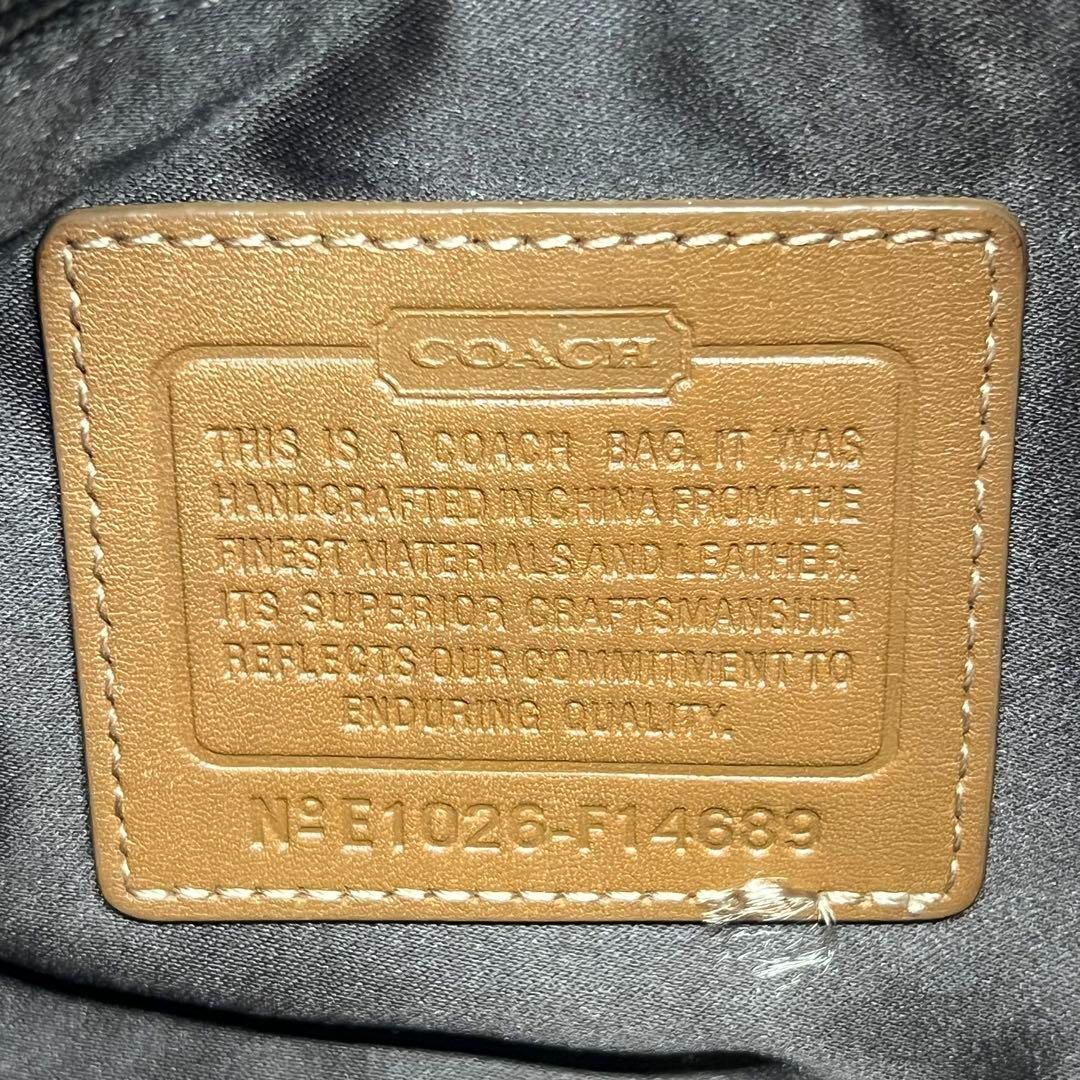 COACH
THIS IS A COACH BAG. IT WAS
HANDCRAFTED IN CHINA FROM THE
FINEST MATERIALS AND LEATHER.
ITS SUPERIOR CRAFTSMANSHIP
REFLECTS OUR COMMITMENT TO
ENDURING QUALITY.
Nº E1026-F14689